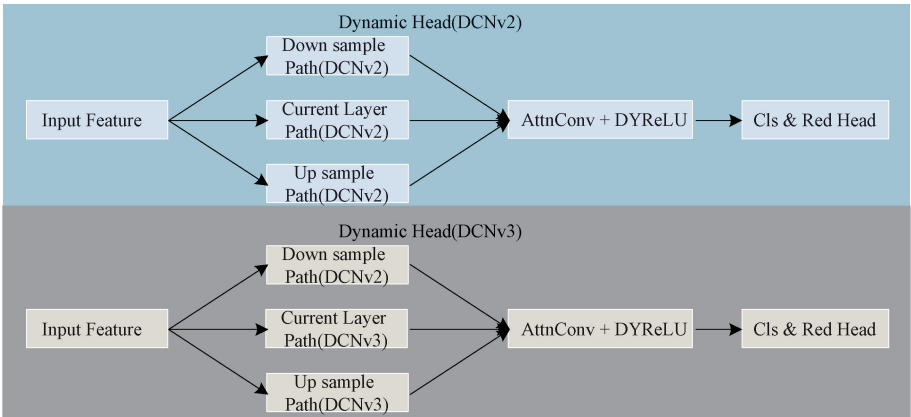 Dynamic Head(DCNv2)
Down sample
Path(DCNv2)
Input Feature
Current Layer
Path(DCNv2)
AttnConv + DYReLU
Cls & Red Head
Up sample
Path(DCNv2)
Dynamic Head(DCNv3)
Down sample
Path(DCNv2)
Input Feature
Current Layer
Path(DCNv3)
AttnConv + DYReLU
Cls & Red Head
Up sample
Path(DCNv3)